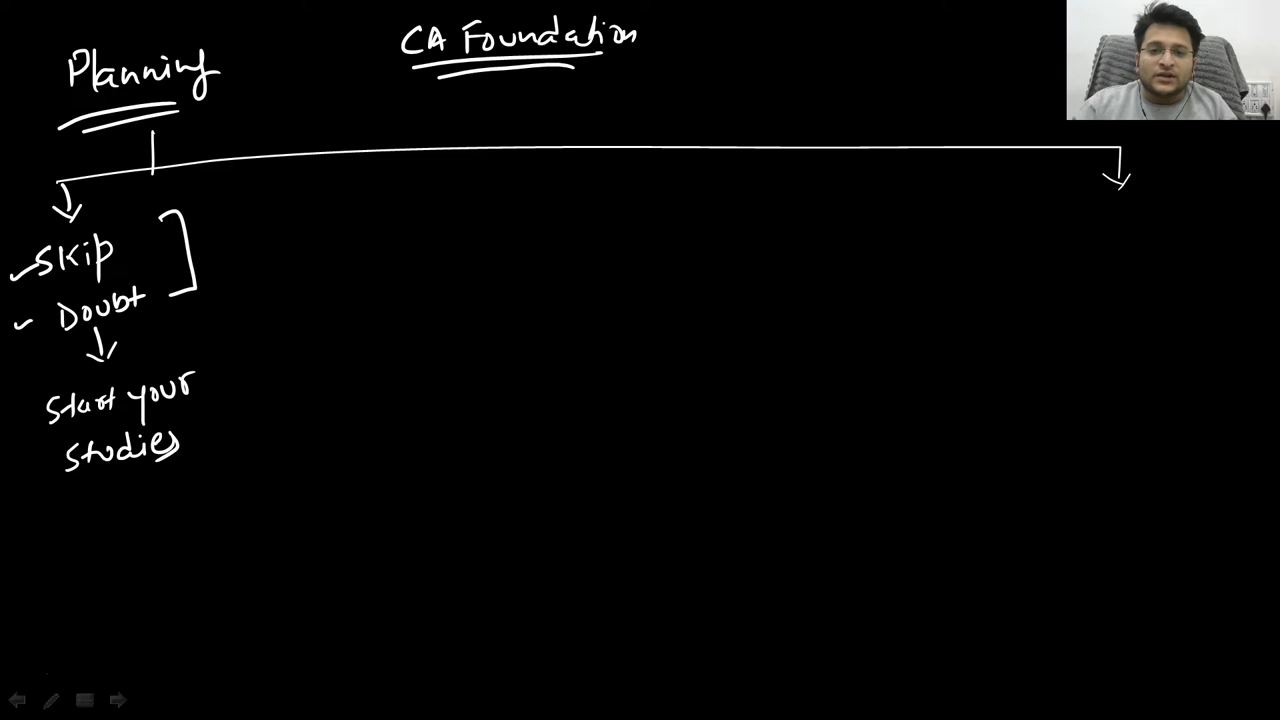 CA Foundation
Planning
Skip
Doubt
Start your
studies